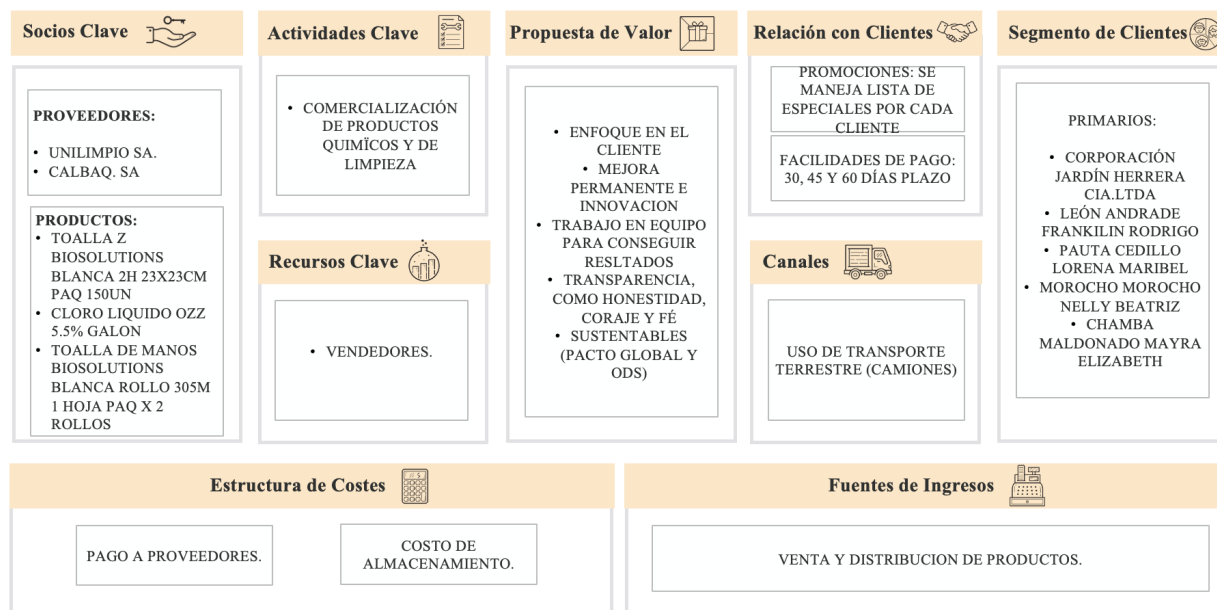 Socios Clave
PROVEEDORES:
• UNILIMPIO SA.
• CALBAQ. SA
PRODUCTOS:
• TOALLA Z
BIOSOLUTIONS
BLANCA 2H 23X23CM
PAQ 150UN
• CLORO LIQUIDO OZZ
5.5% GALON
• TOALLA DE MANOS
BIOSOLUTIONS
BLANCA ROLLO 305M
1 HOJA PAQ X 2
ROLLOS
Actividades Clave
• COMERCIALIZACIÓN
DE PRODUCTOS
QUIMÏCOS Y DE
LIMPIEZA
Recursos Clave
• VENDEDORES.
Propuesta de Valor
• ENFOQUE EN EL
CLIENTE
• MEJORA
PERMANENTE E
INNOVACION
• TRABAJO EN EQUIPO
PARA CONSEGUIR
RESLTADOS
• TRANSPARENCIA,
COMO HONESTIDAD,
CORAJE Y FÉ
• SUSTENTABLES
(PACTO GLOBAL Y
ODS)
Relación con Clientes
PROMOCIONES: SE
MANEJA LISTA DE
ESPECIALES POR CADA
CLIENTE
FACILIDADES DE PAGO:
30, 45 Y 60 DÍAS PLAZO
Canales
USO DE TRANSPORTE
TERRESTRE (CAMIONES)
Segmento de Clientes
PRIMARIOS:
• CORPORACIÓN
JARDÍN HERRERA
CIA.LTDA
• LEÓN ANDRADE
FRANKILIN RODRIGO
• PAUTA CEDILLO
LORENA MARIBEL
• MOROCHO MOROCHO
NELLY BEATRIZ
• CHAMBA
MALDONADO MAYRA
ELIZABETH
Estructura de Costes
PAGO A PROVEEDORES.
COSTO DE
ALMACENAMIENTO.
Fuentes de Ingresos
VENTA Y DISTRIBUCION DE PRODUCTOS.